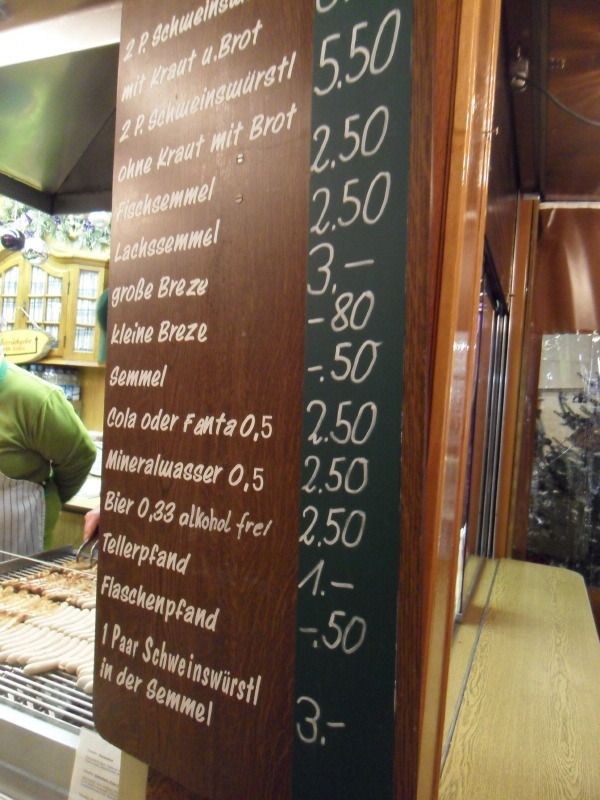 2 P. Schweinswü
mit Kraut u. Brot
2 P. Schweinswürstl 5.50
ohne Kraut mit Brot
Fischsemmel 2.50
Lachssemmel 2.50
große Breze 3.-
kleine Breze -80
Semmel -.50
Cola oder Fanta 0,5 2.50
Mineralwasser 0,5 2.50
Bier 0,33 alkohol frei 2.50
Tellerpfand 1.-
Flaschenpfand -.50
1 Paar Schweinswürstl
in der Semmel 3.-